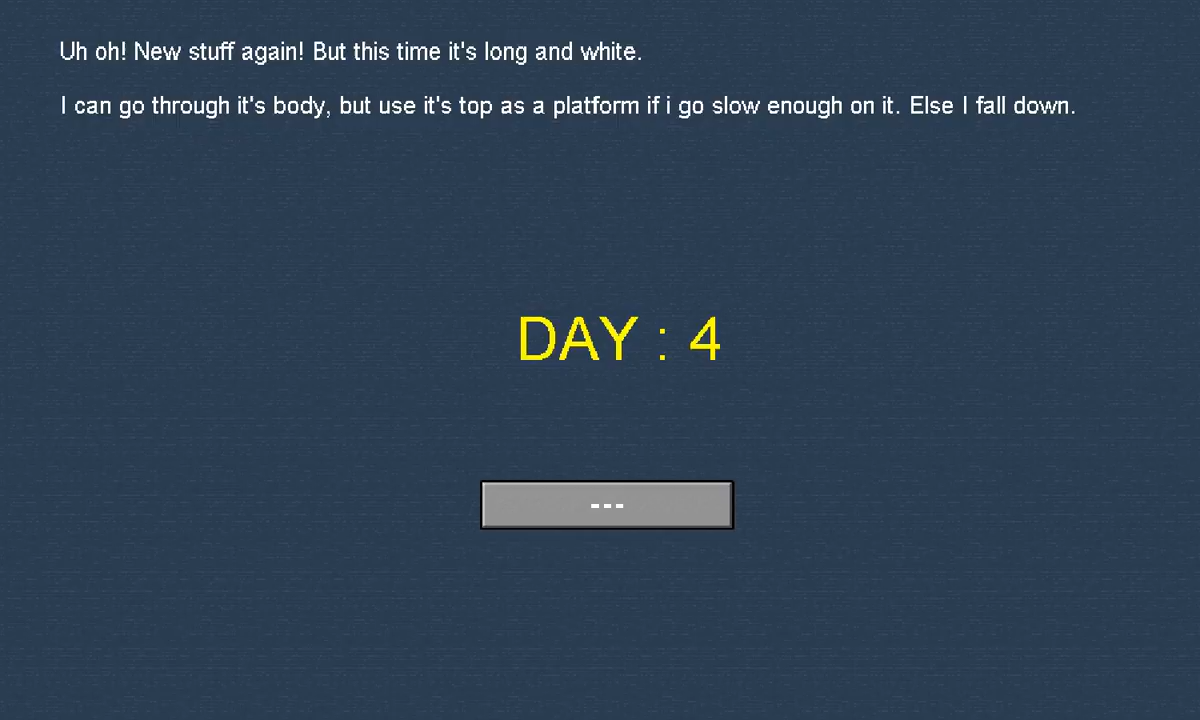 Uh oh! New stuff again! But this time it's long and white.
I can go through it's body, but use it's top as a platform if i go slow enough on it. Else I fall down.
DAY : 4
---